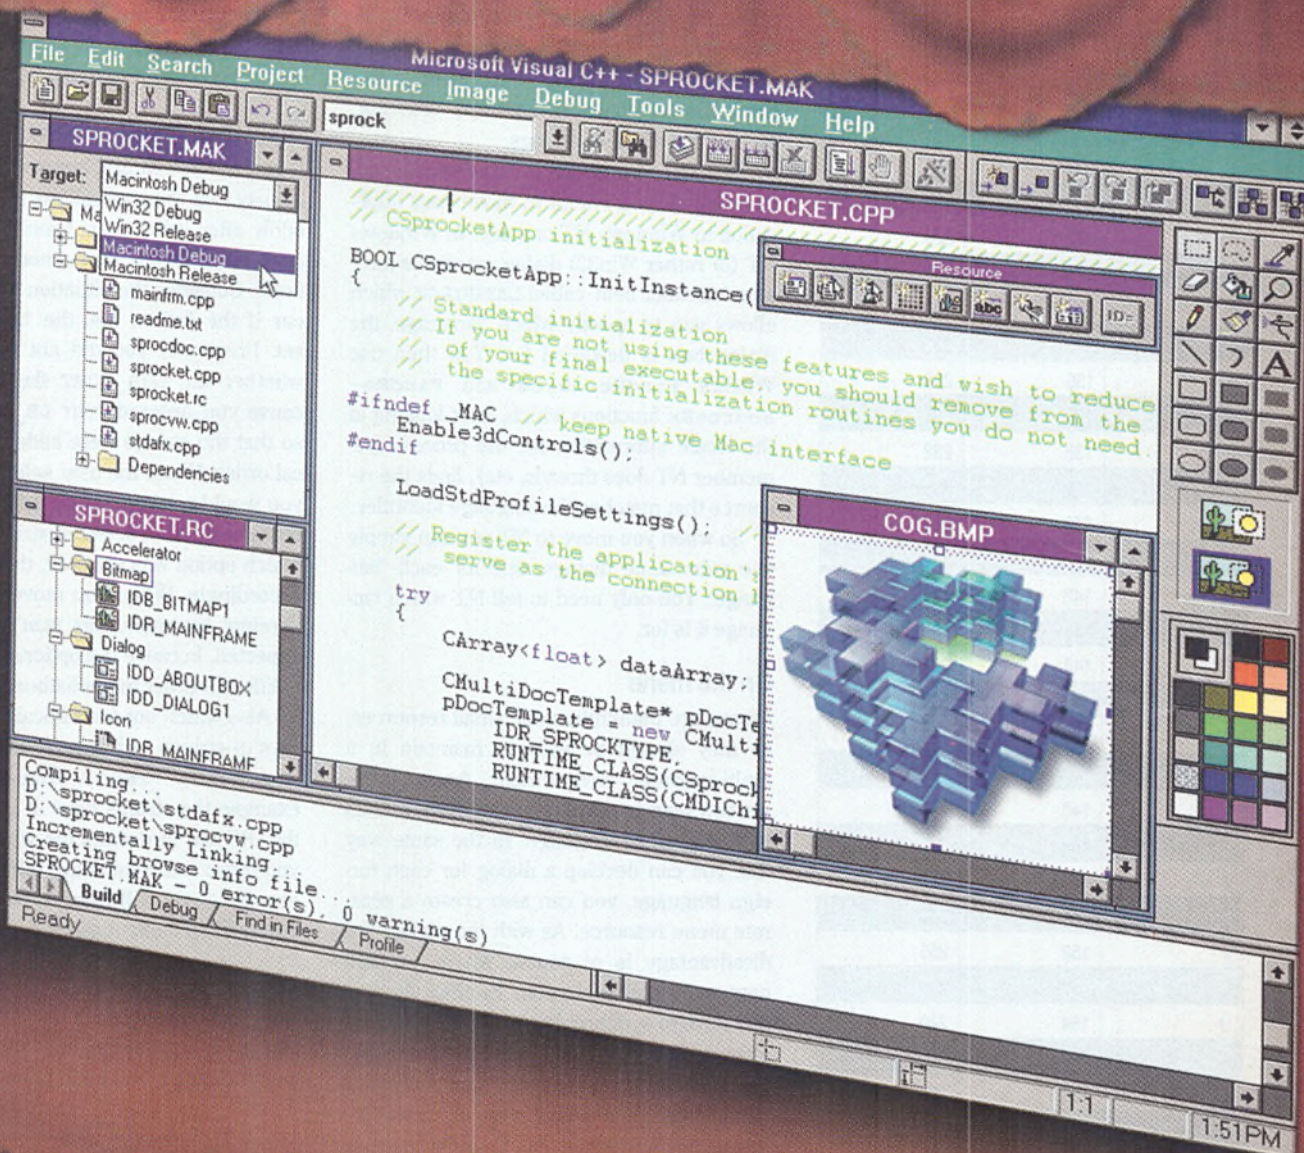 Microsoft Visual C++ - SPROCKET.MAK
File Edit Search Project Resource Image Debug Tools Window Help
sprock
SPROCKET.MAK
Target: Macintosh Debug
Win32 Debug
Win32 Release
Macintosh Debug
Macintosh Release
mainfrm.cpp
readme.txt
sprocdoc.cpp
sprocket.cpp
sprocket.rc
sprocvw.cpp
stdafx.cpp
Dependencies
SPROCKET.RC
Accelerator
Bitmap
IDB_BITMAP1
IDR_MAINFRAME
Dialog
IDD_ABOUTBOX
IDD_DIALOG1
Icon
IDR_MAINFRAME
SPROCKET.CPP
////////////////////////////////////////
// CSprocketApp initialization
BOOL CSprocketApp::InitInstance(
{
// Standard initialization
// If you are not using these features and wish to reduce
// of your final executable, you should remove from the
// the specific initialization routines you do not need.
#ifndef _MAC // keep native Mac interface
Enable3dControls();
#endif
LoadStdProfileSettings();
// Register the application's
// serve as the connection b
try
{
CArray<float> dataArray;
CMultiDocTemplate* pDocTe
pDocTemplate = new CMulti
IDR_SPROCKTYPE,
RUNTIME_CLASS(CSprock
RUNTIME_CLASS(CMDIChi
Resource
abc
ID=
A
COG.BMP
Compiling...
D:\sprocket\stdafx.cpp
D:\sprocket\sprocvw.cpp
Incrementally Linking...
Creating browse info file...
SPROCKET.MAK - 0 error(s), 0 warning(s)
Build Debug Find in Files Profile
Ready
1:1
1:51PM